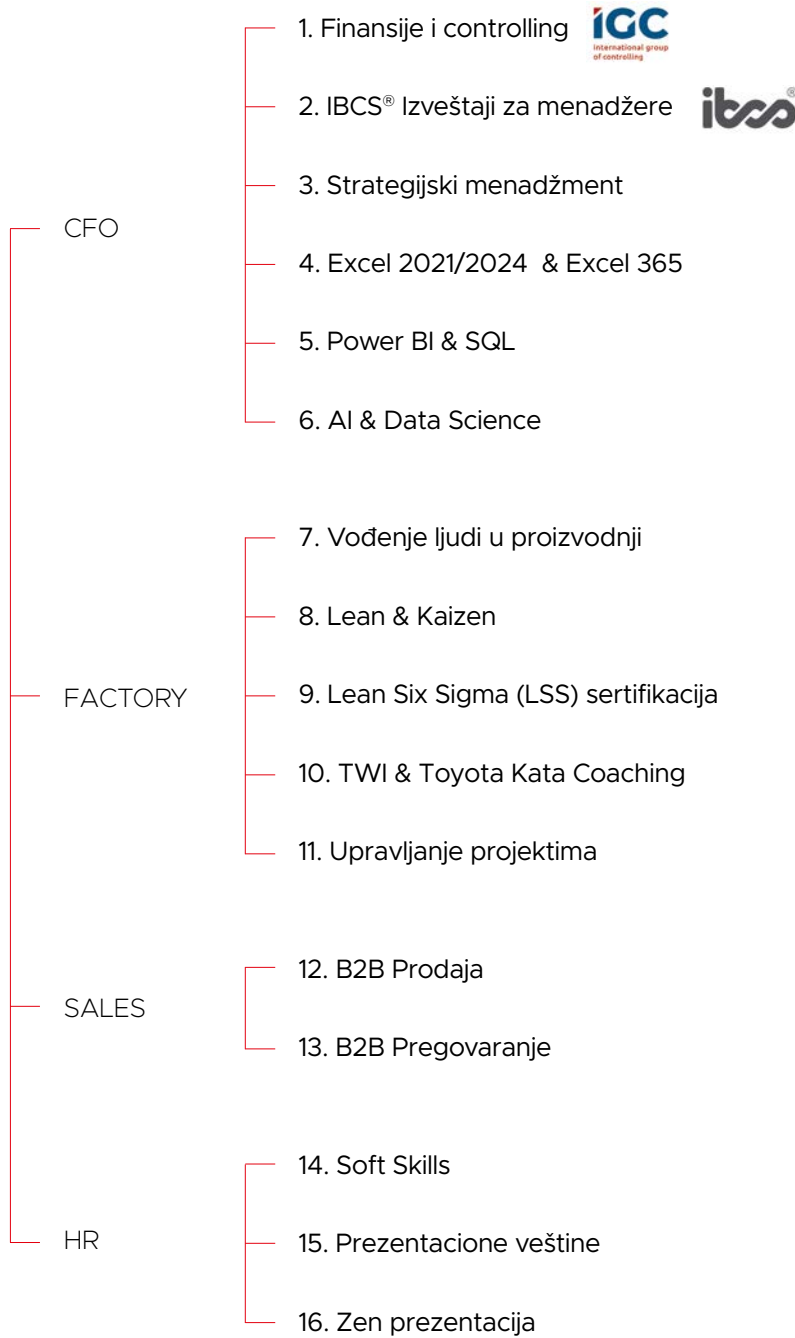 1. Finansije i controlling
iGC
International group
of controlling
2. IBCS® Izveštaji za menadžere
ibcs®
3. Strategijski menadžment
CFO
4. Excel 2021/2024 & Excel 365
5. Power BI & SQL
6. AI & Data Science
7. Vođenje ljudi u proizvodnji
8. Lean & Kaizen
FACTORY
9. Lean Six Sigma (LSS) sertifikacija
10. TWI & Toyota Kata Coaching
11. Upravljanje projektima
12. B2B Prodaja
SALES
13. B2B Pregovaranje
14. Soft Skills
HR
15. Prezentacione veštine
16. Zen prezentacija